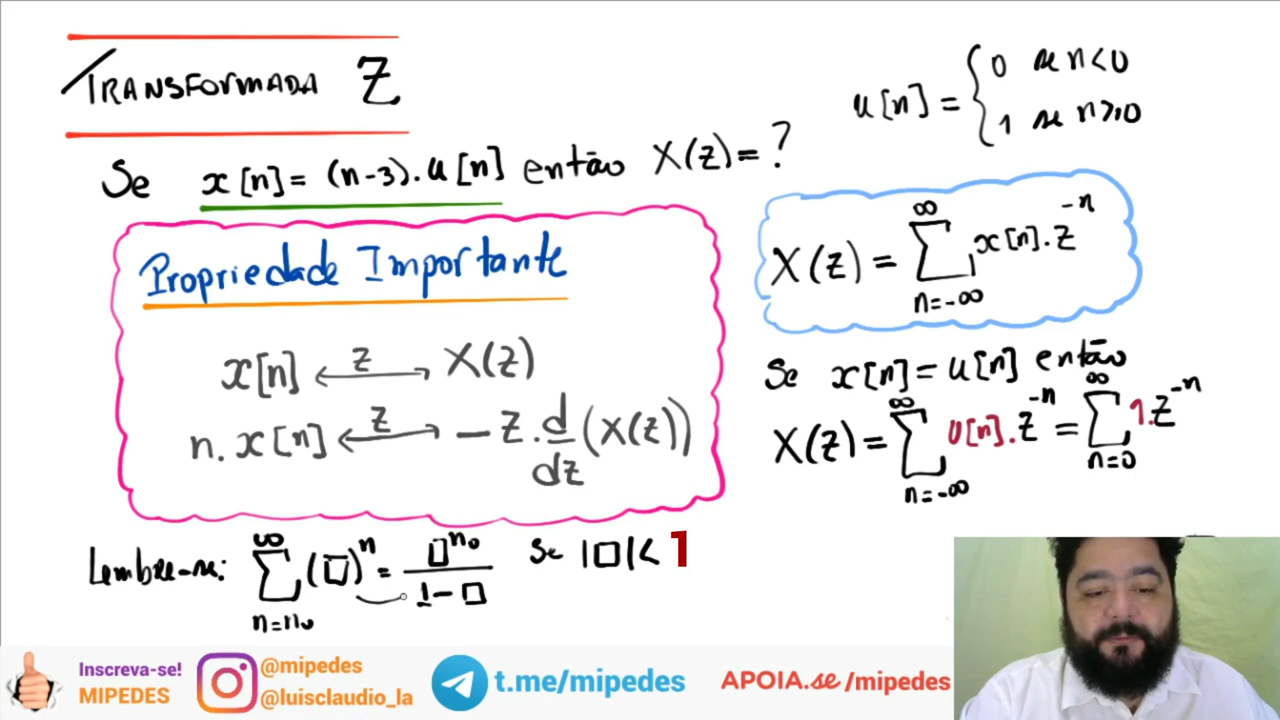 TRANSFORMADA Z
u[n] = { 0 se n<0
1 se n≥0
Se x[n] = (n-3).u[n] então X(z) = ?
Propriedade Importante
x[n] ⟷ z X(z)
n.x[n] ⟷ z -z.d/dz(X(z))
X(z) = ∑ n=-∞ ∞ x[n].z^-n
Se x[n] = u[n] então
X(z) = ∑ n=-∞ ∞ u[n].z^-n = ∑ n=0 ∞ 1.z^-n
Lembre-se: ∑ n=n₀ ∞ (□)^n = □^n₀ / 1-□ se |□|< 1
Inscreva-se!
MIPEDES
@mipedes
@luisclaudio_la
t.me/mipedes
APOIA.se/mipedes